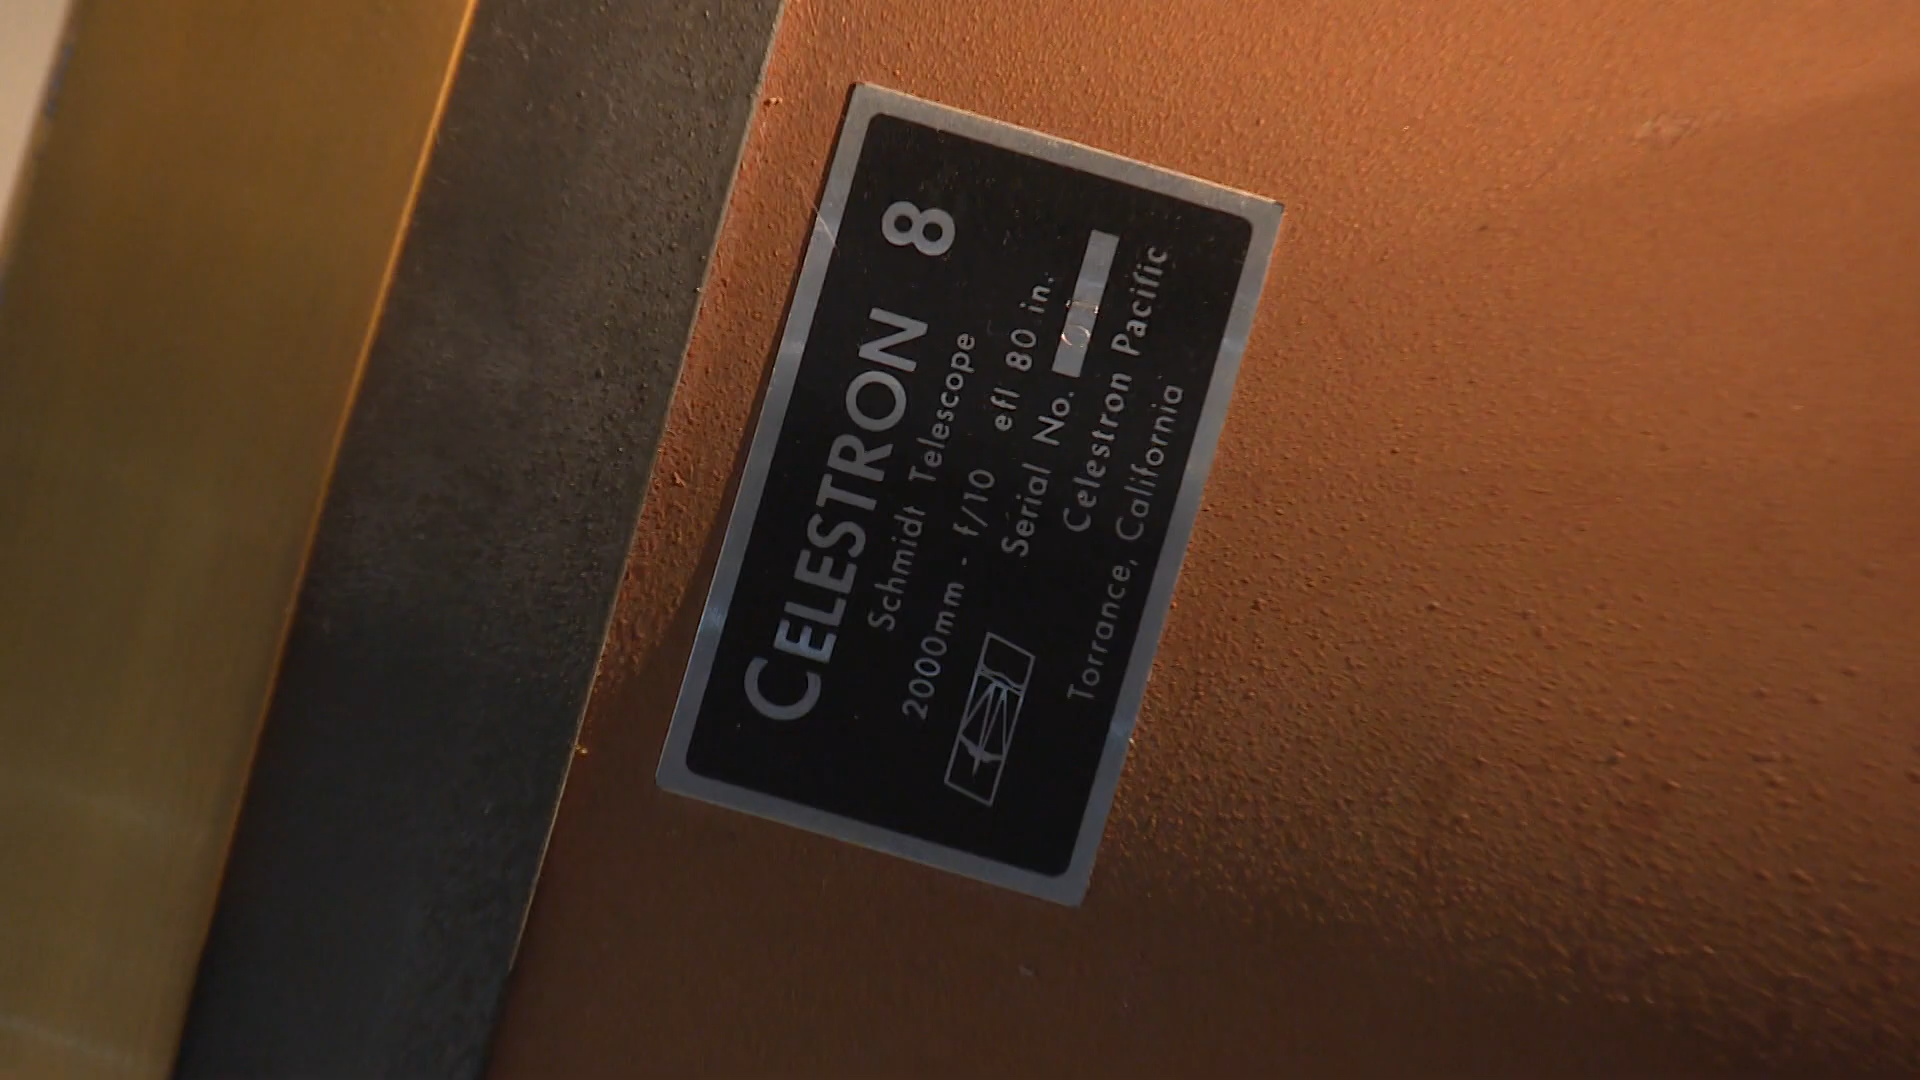 CELESTRON 8
Schmidt Telescope
2000mm - f/10 efl 80 in.
Serial No.
Celestron Pacific
Torrance, California